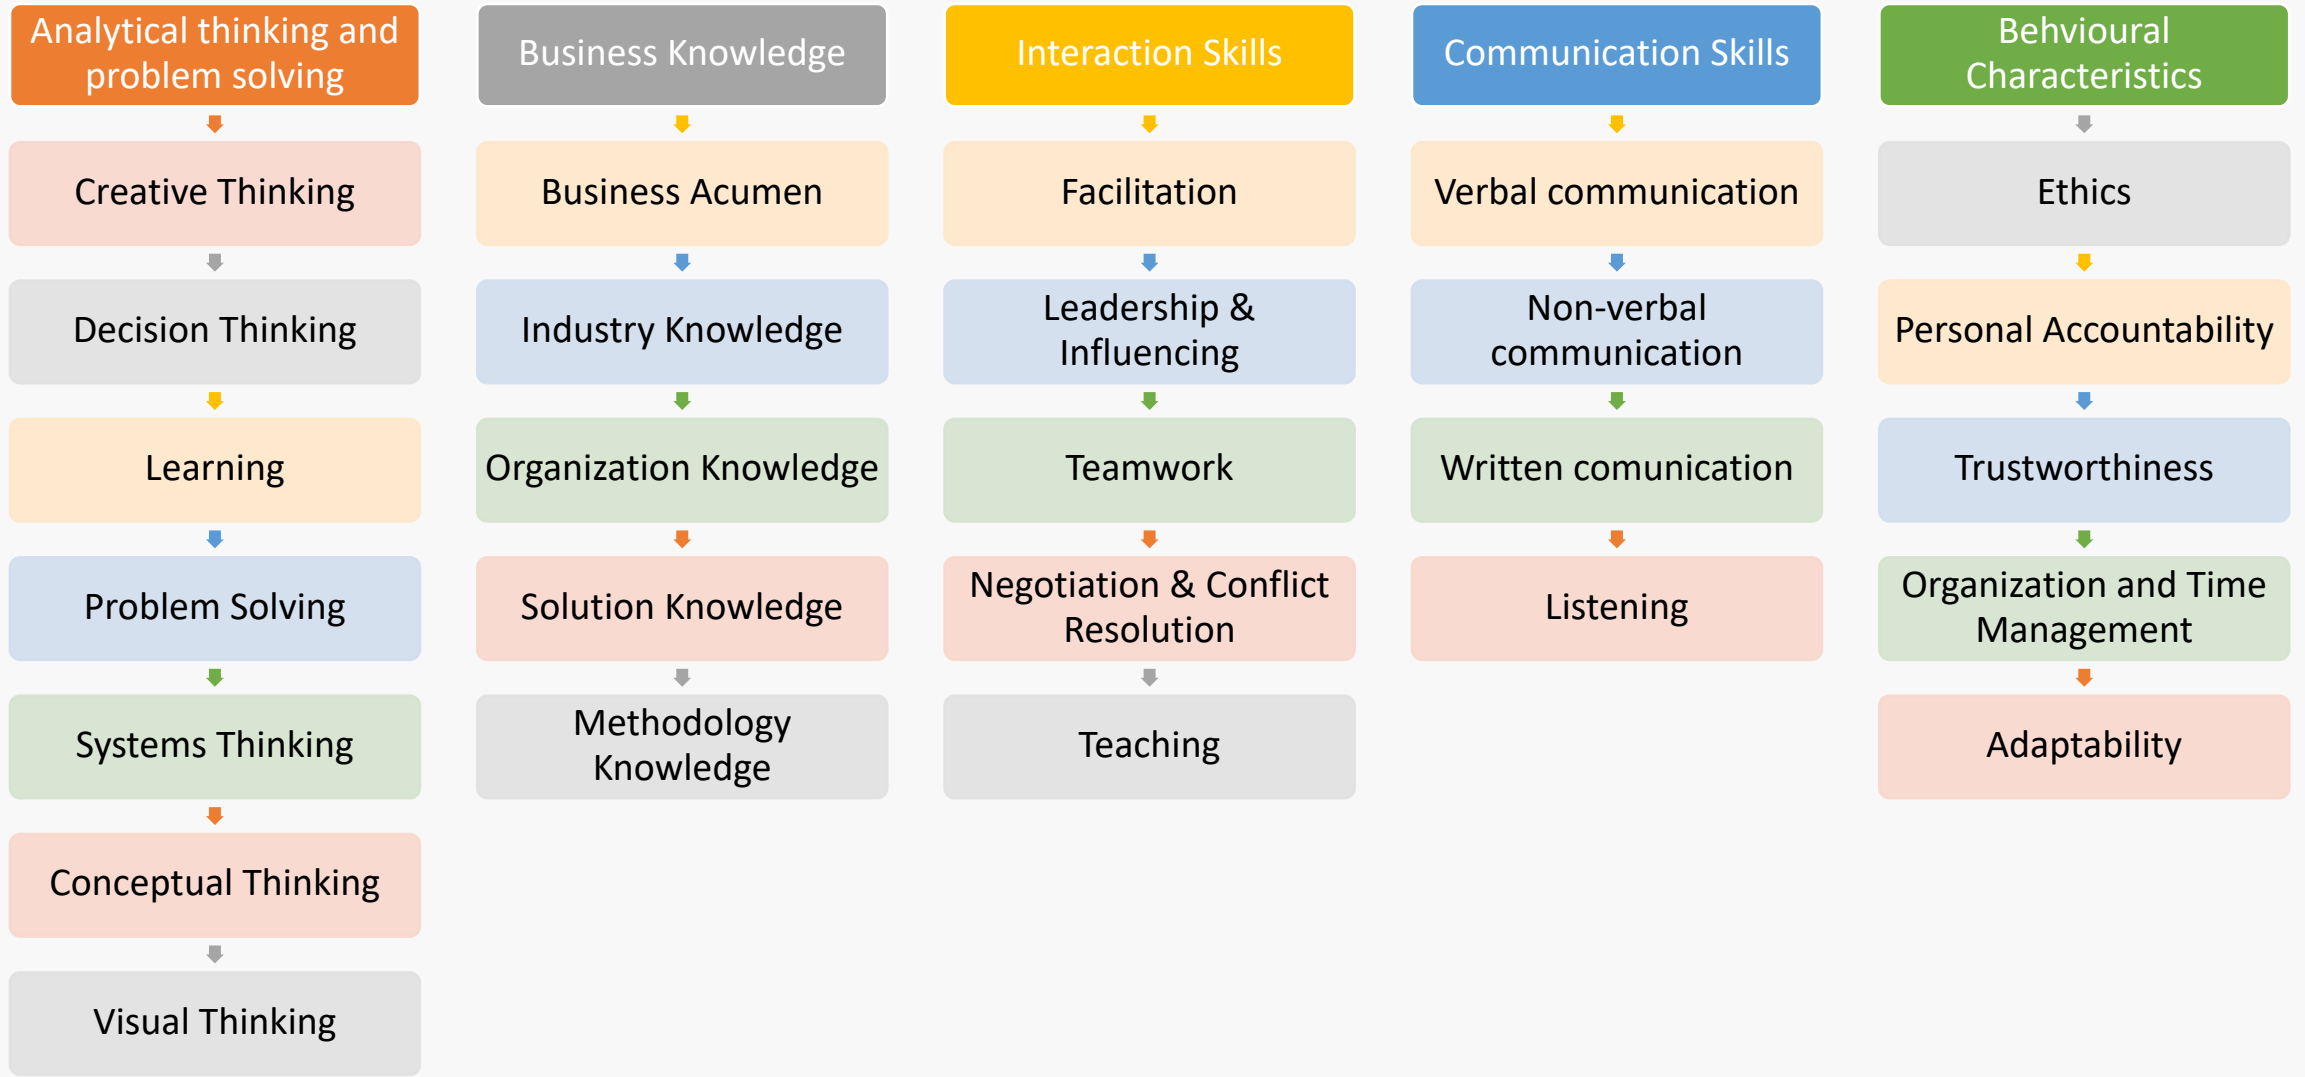 Analytical thinking and
problem solving
Creative Thinking
Decision Thinking
Learning
Problem Solving
Systems Thinking
Conceptual Thinking
Visual Thinking
Business Knowledge
Business Acumen
Industry Knowledge
Organization Knowledge
Solution Knowledge
Methodology
Knowledge
Interaction Skills
Facilitation
Leadership &
Influencing
Teamwork
Negotiation & Conflict
Resolution
Teaching
Communication Skills
Verbal communication
Non-verbal
communication
Written comunication
Listening
Behvioural
Characteristics
Ethics
Personal Accountability
Trustworthiness
Organization and Time
Management
Adaptability